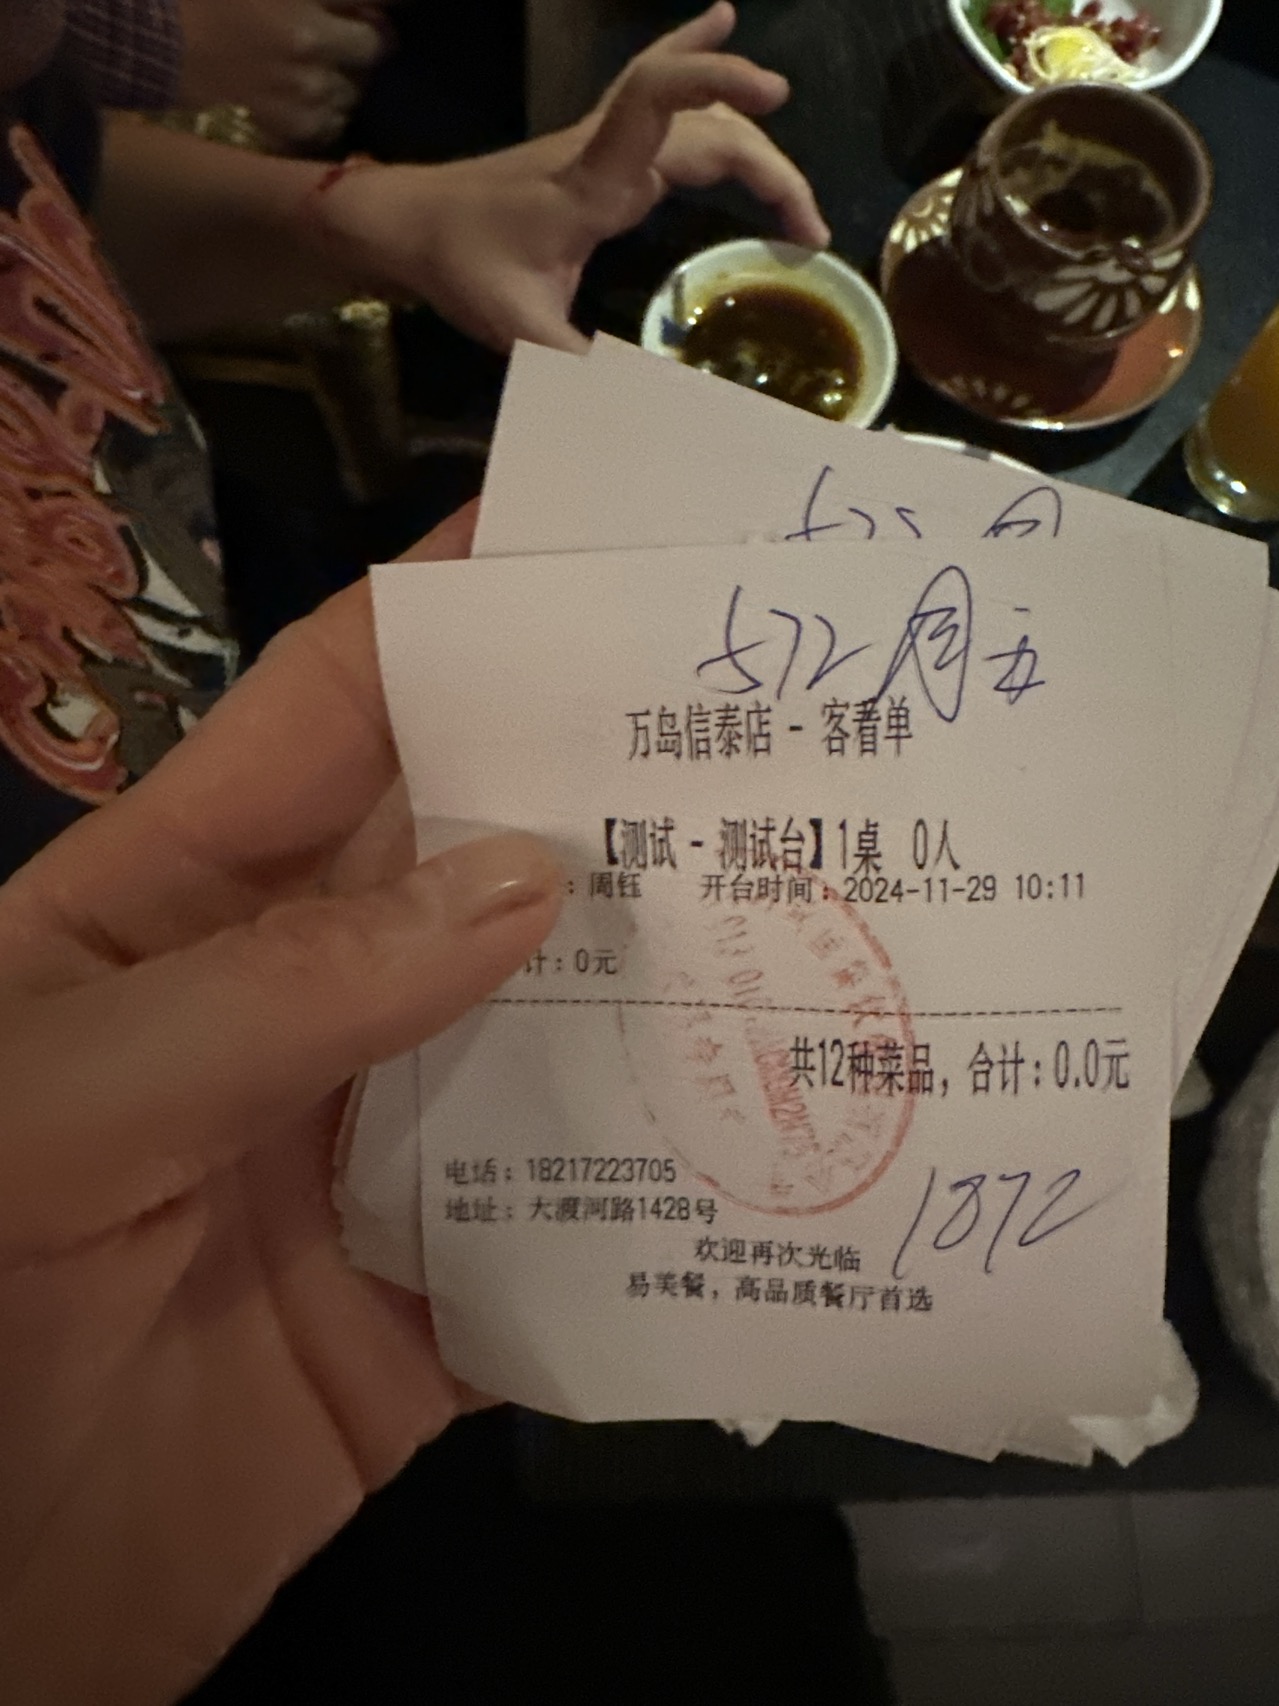 572 周五
万岛信泰店 - 客看单
【测试 - 测试台】1桌 0人
：周钰 开台时间：2024-11-29 10:11
计：0元
共12种菜品，合计：0.0元
电话：18217223705
地址：大渡河路1428号
1872
欢迎再次光临
易美餐，高品质餐厅首选